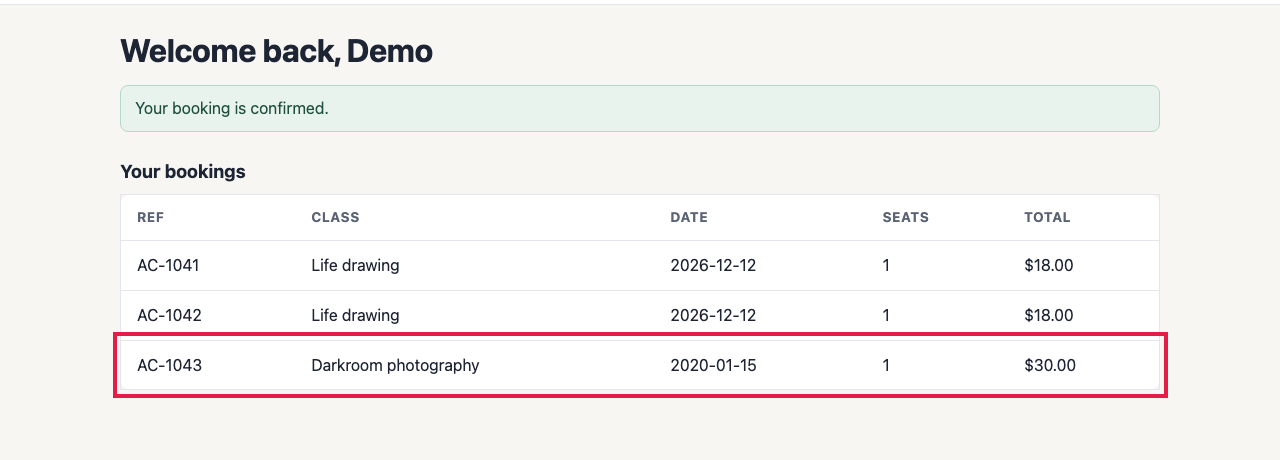 Welcome back, Demo
Your booking is confirmed.
Your bookings
REF CLASS DATE SEATS TOTAL
AC-1041 Life drawing 2026-12-12 1 $18.00
AC-1042 Life drawing 2026-12-12 1 $18.00
AC-1043 Darkroom photography 2020-01-15 1 $30.00